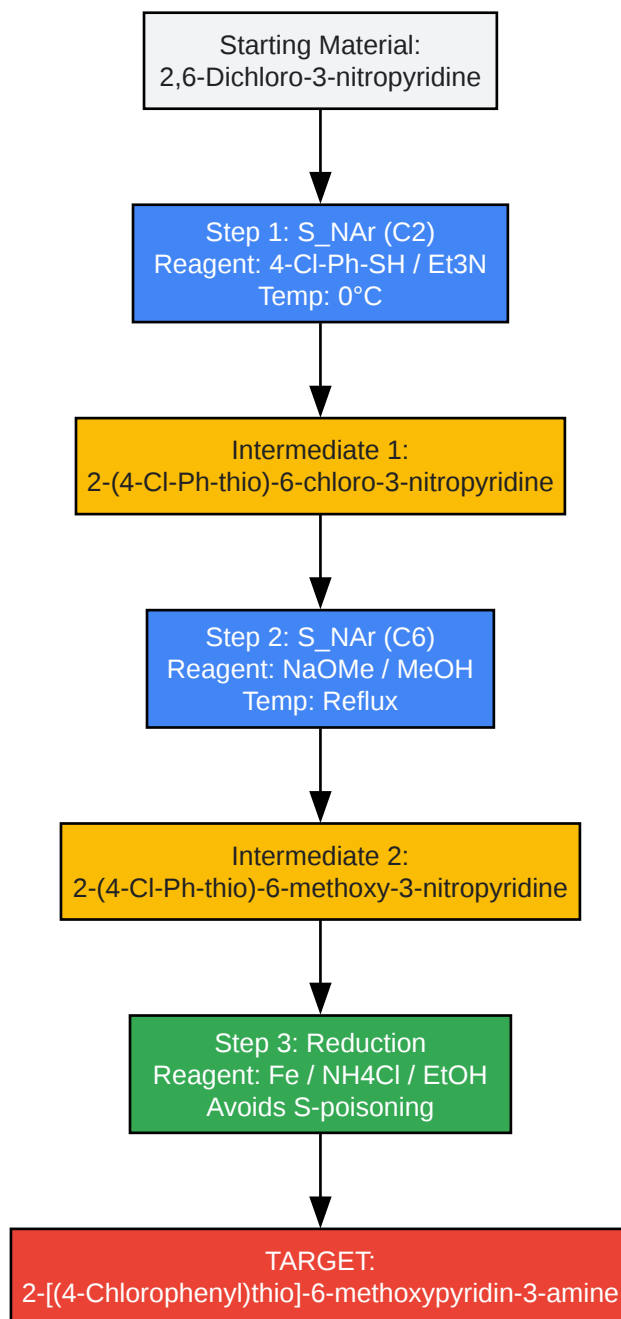 Starting Material:
2,6-Dichloro-3-nitropyridine
Step 1: S_NAr (C2)
Reagent: 4-Cl-Ph-SH / Et3N
Temp: 0°C
Intermediate 1:
2-(4-Cl-Ph-thio)-6-chloro-3-nitropyridine
Step 2: S_NAr (C6)
Reagent: NaOMe / MeOH
Temp: Reflux
Intermediate 2:
2-(4-Cl-Ph-thio)-6-methoxy-3-nitropyridine
Step 3: Reduction
Reagent: Fe / NH4Cl / EtOH
Avoids S-poisoning
TARGET:
2-[(4-Chlorophenyl)thio]-6-methoxypyridin-3-amine